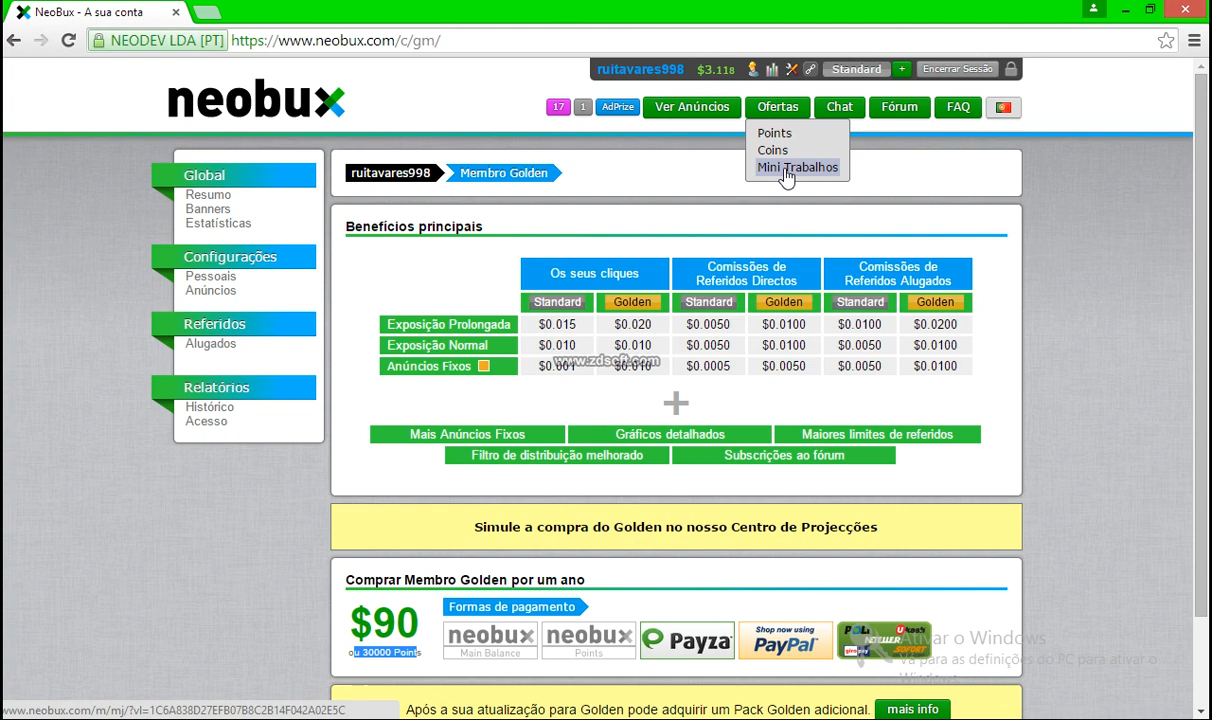 NeoBux - A sua conta
NEODEV LDA [PT] https://www.neobux.com/c/gm/
ruitavares998 $3.118 Standard + Encerrar Sessão
neobux
17 1 AdPrize Ver Anúncios Ofertas Chat Fórum FAQ
Points
Coins
Mini Trabalhos
Global
Resumo
Banners
Estatísticas
Configurações
Pessoais
Anúncios
Referidos
Alugados
Relatórios
Histórico
Acesso
ruitavares998 Membro Golden
Benefícios principais
Os seus cliques
Comissões de
Referidos Directos
Comissões de
Referidos Alugados
Standard Golden Standard Golden Standard Golden
Exposição Prolongada $0.015 $0.020 $0.0050 $0.0100 $0.0100 $0.0200
Exposição Normal $0.010 $0.010 $0.0050 $0.0100 $0.0050 $0.0100
Anúncios Fixos $0.001 $0.010 $0.0005 $0.0050 $0.0050 $0.0100
www.zdsoft.com
+
Mais Anúncios Fixos Gráficos detalhados Maiores limites de referidos
Filtro de distribuição melhorado Subscrições ao fórum
Simule a compra do Golden no nosso Centro de Projecções
Comprar Membro Golden por um ano
$90
ou 30000 Points
Formas de pagamento
neobux
Main Balance
neobux
Points
Payza
Shop now using
PayPal
Ativar o Windows
Vá para as definições do PC para ativar o
Windows.
Após a sua atualização para Golden pode adquirir um Pack Golden adicional. mais info
www.neobux.com/m/mj/?vl=1C6A838D27EFB07B8C2B14F042A02E5C